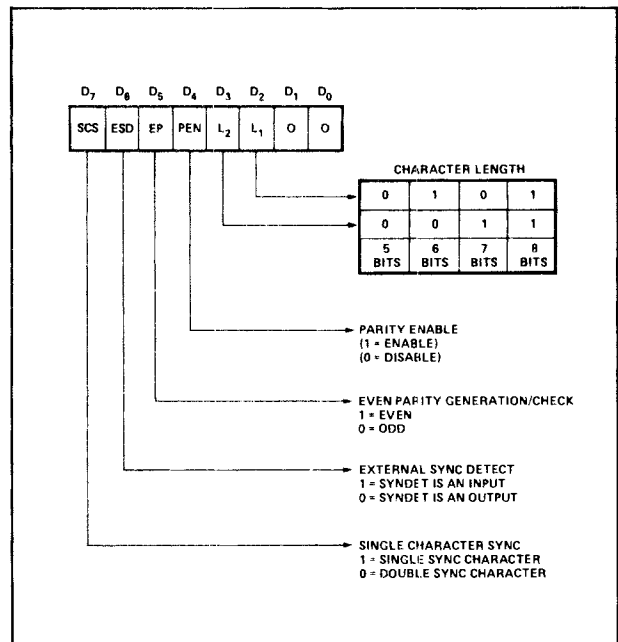 D7 D6 D5 D4 D3 D2 D1 D0
SCS ESD EP PEN L2 L1 0 0
CHARACTER LENGTH
0 1 0 1
0 0 1 1
5 BITS 6 BITS 7 BITS 8 BITS
PARITY ENABLE
(1 = ENABLE)
(0 = DISABLE)
EVEN PARITY GENERATION/CHECK
1 = EVEN
0 = ODD
EXTERNAL SYNC DETECT
1 = SYNDET IS AN INPUT
0 = SYNDET IS AN OUTPUT
SINGLE CHARACTER SYNC
1 = SINGLE SYNC CHARACTER
0 = DOUBLE SYNC CHARACTER